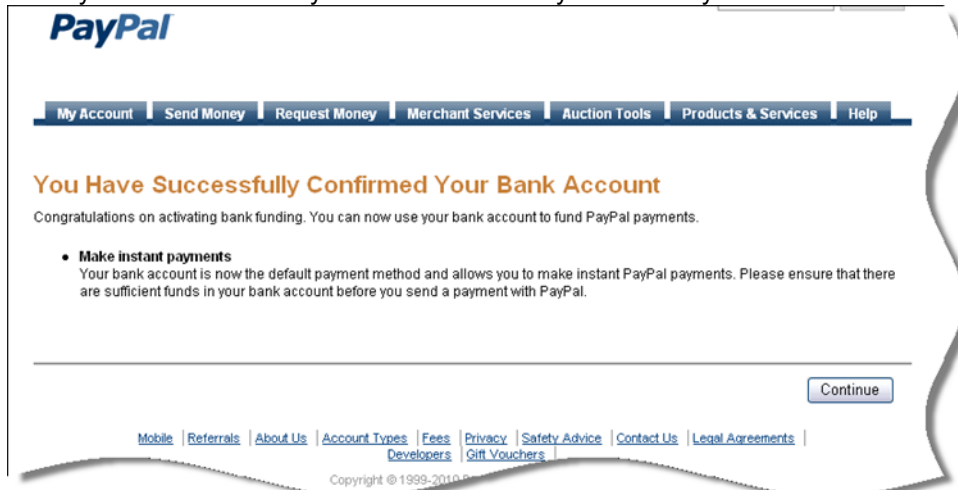 PayPal
My Account Send Money Request Money Merchant Services Auction Tools Products & Services Help
You Have Successfully Confirmed Your Bank Account
Congratulations on activating bank funding. You can now use your bank account to fund PayPal payments.
• Make instant payments
Your bank account is now the default payment method and allows you to make instant PayPal payments. Please ensure that there
are sufficient funds in your bank account before you send a payment with PayPal.
Continue
Mobile | Referrals | About Us | Account Types | Fees | Privacy | Safety Advice | Contact Us | Legal Agreements |
Developers | Gift Vouchers |
Copyright © 1999-2010